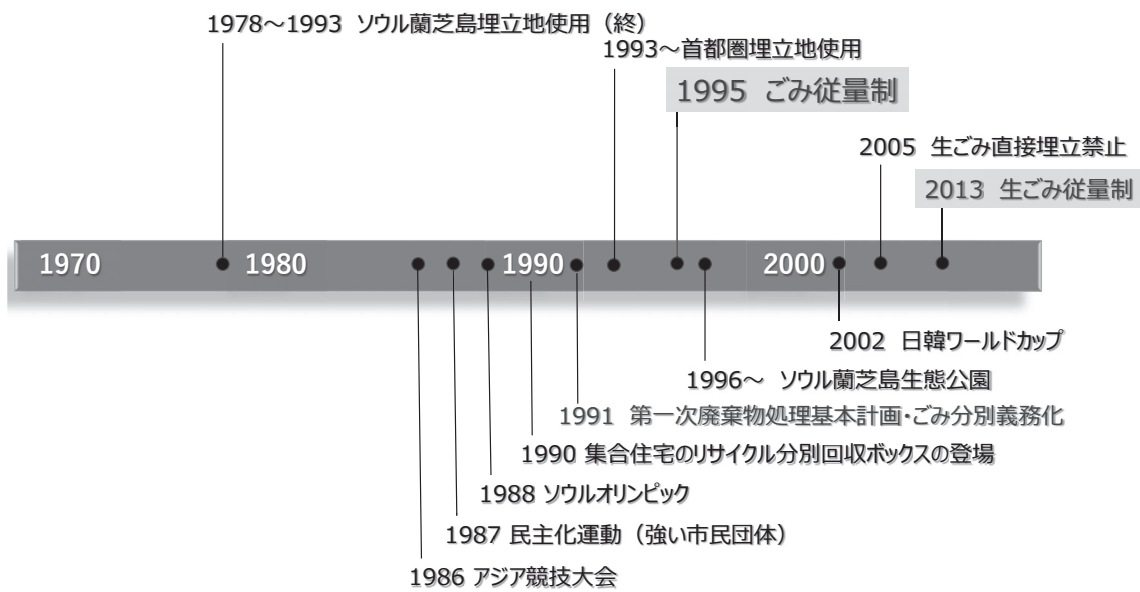 1978～1993 ソウル蘭芝島埋立地使用（終）
1993～首都圏埋立地使用
1995 ごみ従量制
2005 生ごみ直接埋立禁止
2013 生ごみ従量制
1970 1980 1990 2000
2002 日韓ワールドカップ
1996～ ソウル蘭芝島生態公園
1991 第一次廃棄物処理基本計画・ごみ分別義務化
1990 集合住宅のリサイクル分別回収ボックスの登場
1988 ソウルオリンピック
1987 民主化運動（強い市民団体）
1986 アジア競技大会